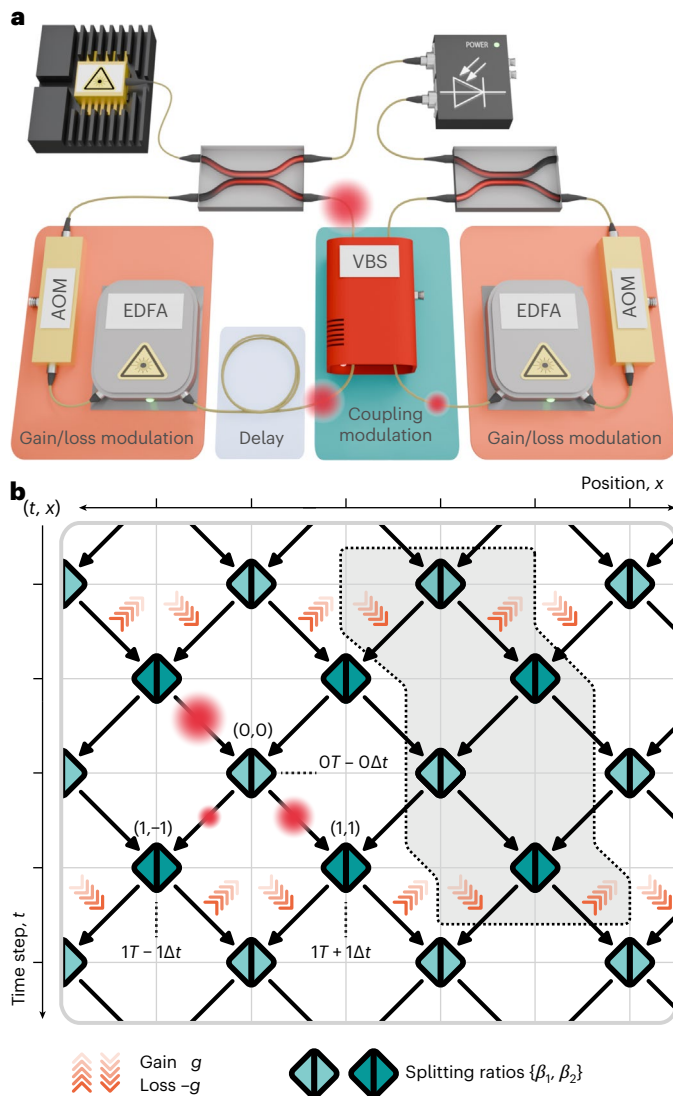 a
POWER
VBS
AOM
EDFA
EDFA
AOM
Gain/loss modulation
Delay
Coupling
modulation
Gain/loss modulation
b
Position, x
(t, x)
(0,0)
0T – 0Δt
(1,–1)
(1,1)
1T – 1Δt
1T + 1Δt
Time step, t
Gain g
Loss –g
Splitting ratios {β₁, β₂}